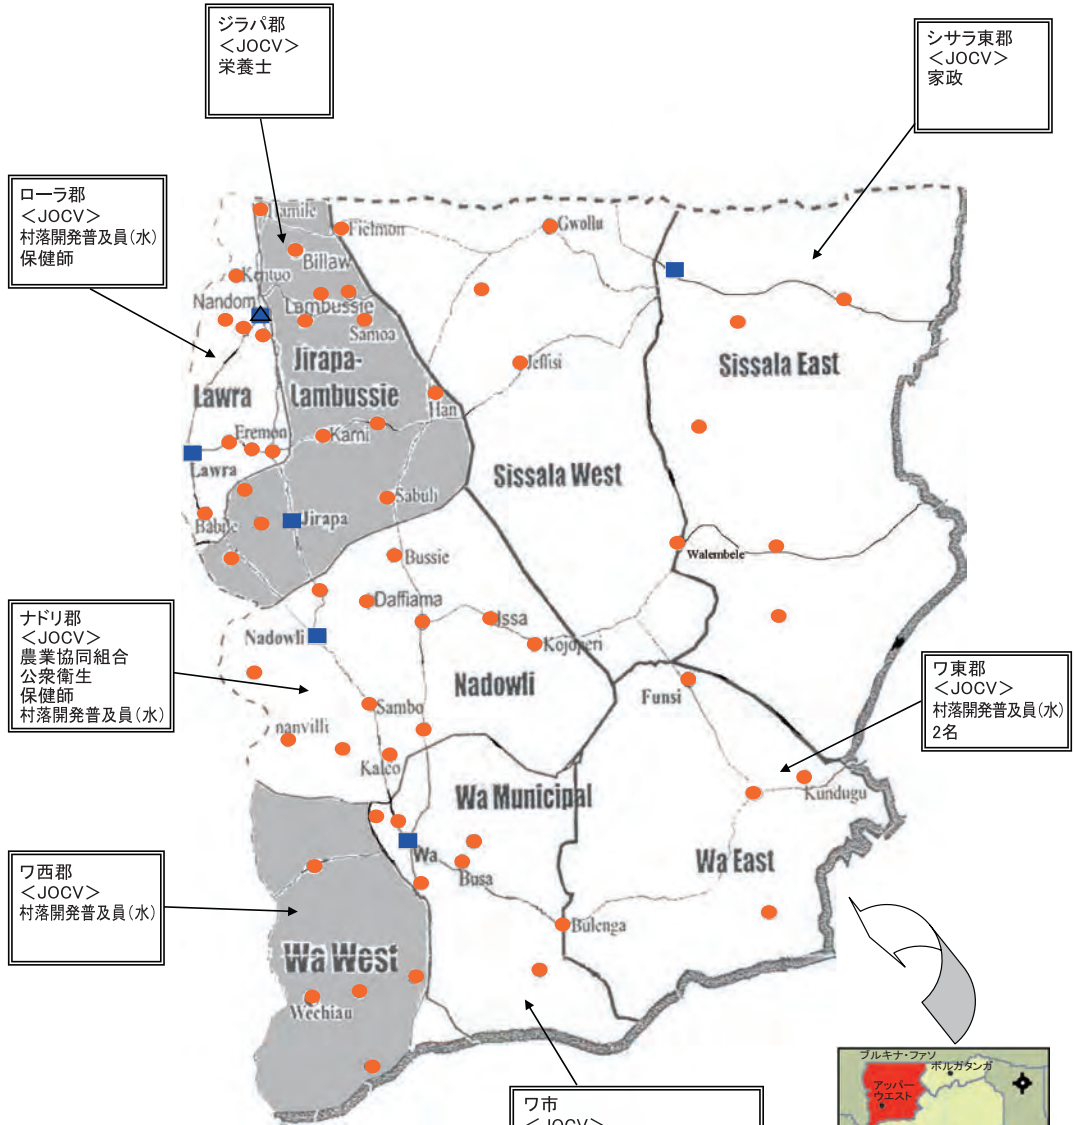 ジラパ郡
＜JOCV＞
栄養士
シサラ東郡
＜JOCV＞
家政
ローラ郡
＜JOCV＞
村落開発普及員（水）
保健師
Fielmon
Gwollu
Billaw
Kentuo
Nandom
Lambussie
Samoa
Jirapa-
Lambussie
Jeffisi
Sissala East
Lawra
Han
Eremon
Karni
Lawra
Sissala West
Sabuli
Babile
Jirapa
Walembele
Bussie
Daffiama
Issa
Nadowli
Kojoperi
ナドリ郡
＜JOCV＞
農業協同組合
公衆衛生
保健師
村落開発普及員（水）
Nadowli
Funsi
Sambo
nanvilli
Kalco
ワ東郡
＜JOCV＞
村落開発普及員（水）
2名
Wa Municipal
Kundugu
Wa
Busa
Wa East
ワ西郡
＜JOCV＞
村落開発普及員（水）
Bulenga
Wa West
Wechiau
ワ市
＜JOCV＞
ブルキナ・ファソ
ボルガタンガ
アッパー
ウエスト